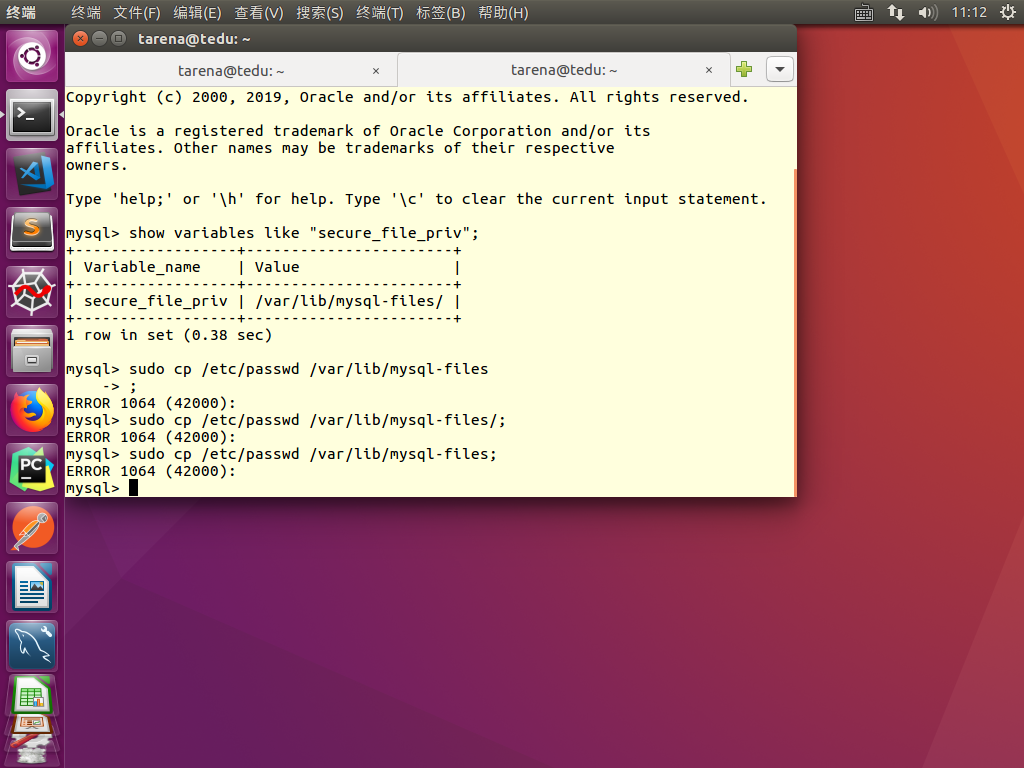 终端 终端 文件(F) 编辑(E) 查看(V) 搜索(S) 终端(T) 标签(B) 帮助(H) 11:12
tarena@tedu: ~
tarena@tedu: ~ × tarena@tedu: ~ ×
Copyright (c) 2000, 2019, Oracle and/or its affiliates. All rights reserved.
Oracle is a registered trademark of Oracle Corporation and/or its
affiliates. Other names may be trademarks of their respective
owners.
Type 'help;' or '\h' for help. Type '\c' to clear the current input statement.
mysql> show variables like "secure_file_priv";
+------------------+-----------------------+
| Variable_name    | Value                 |
+------------------+-----------------------+
| secure_file_priv | /var/lib/mysql-files/ |
+------------------+-----------------------+
1 row in set (0.38 sec)
mysql> sudo cp /etc/passwd /var/lib/mysql-files
    -> ;
ERROR 1064 (42000):
mysql> sudo cp /etc/passwd /var/lib/mysql-files/;
ERROR 1064 (42000):
mysql> sudo cp /etc/passwd /var/lib/mysql-files;
ERROR 1064 (42000):
mysql>
>_
S
PC